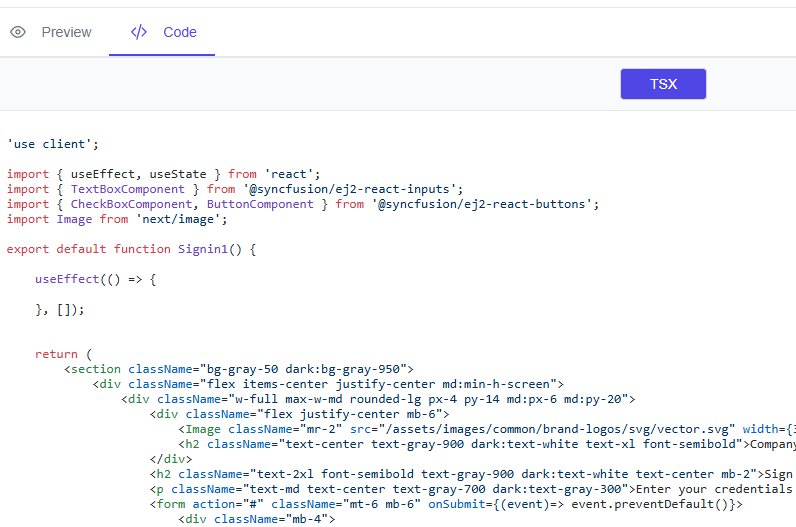 Preview
</> Code
TSX
'use client';
import { useEffect, useState } from 'react';
import { TextBoxComponent } from '@syncfusion/ej2-react-inputs';
import { CheckBoxComponent, ButtonComponent } from '@syncfusion/ej2-react-buttons';
import Image from 'next/image';
export default function Signin1() {
useEffect(() => {
}, []);
return (
<section className="bg-gray-50 dark:bg-gray-950">
<div className="flex items-center justify-center md:min-h-screen">
<div className="w-full max-w-md rounded-lg px-4 py-14 md:px-6 md:py-20">
<div className="flex justify-center mb-6">
<Image className="mr-2" src="/assets/images/common/brand-logos/svg/vector.svg" width={3
<h2 className="text-center text-gray-900 dark:text-white text-xl font-semibold">Company
</div>
<h2 className="text-2xl font-semibold text-gray-900 dark:text-white text-center mb-2">Sign
<p className="text-md text-center text-gray-700 dark:text-gray-300">Enter your credentials
<form action="#" className="mt-6 mb-6" onSubmit={(event)=> event.preventDefault()}>
<div className="mb-4">